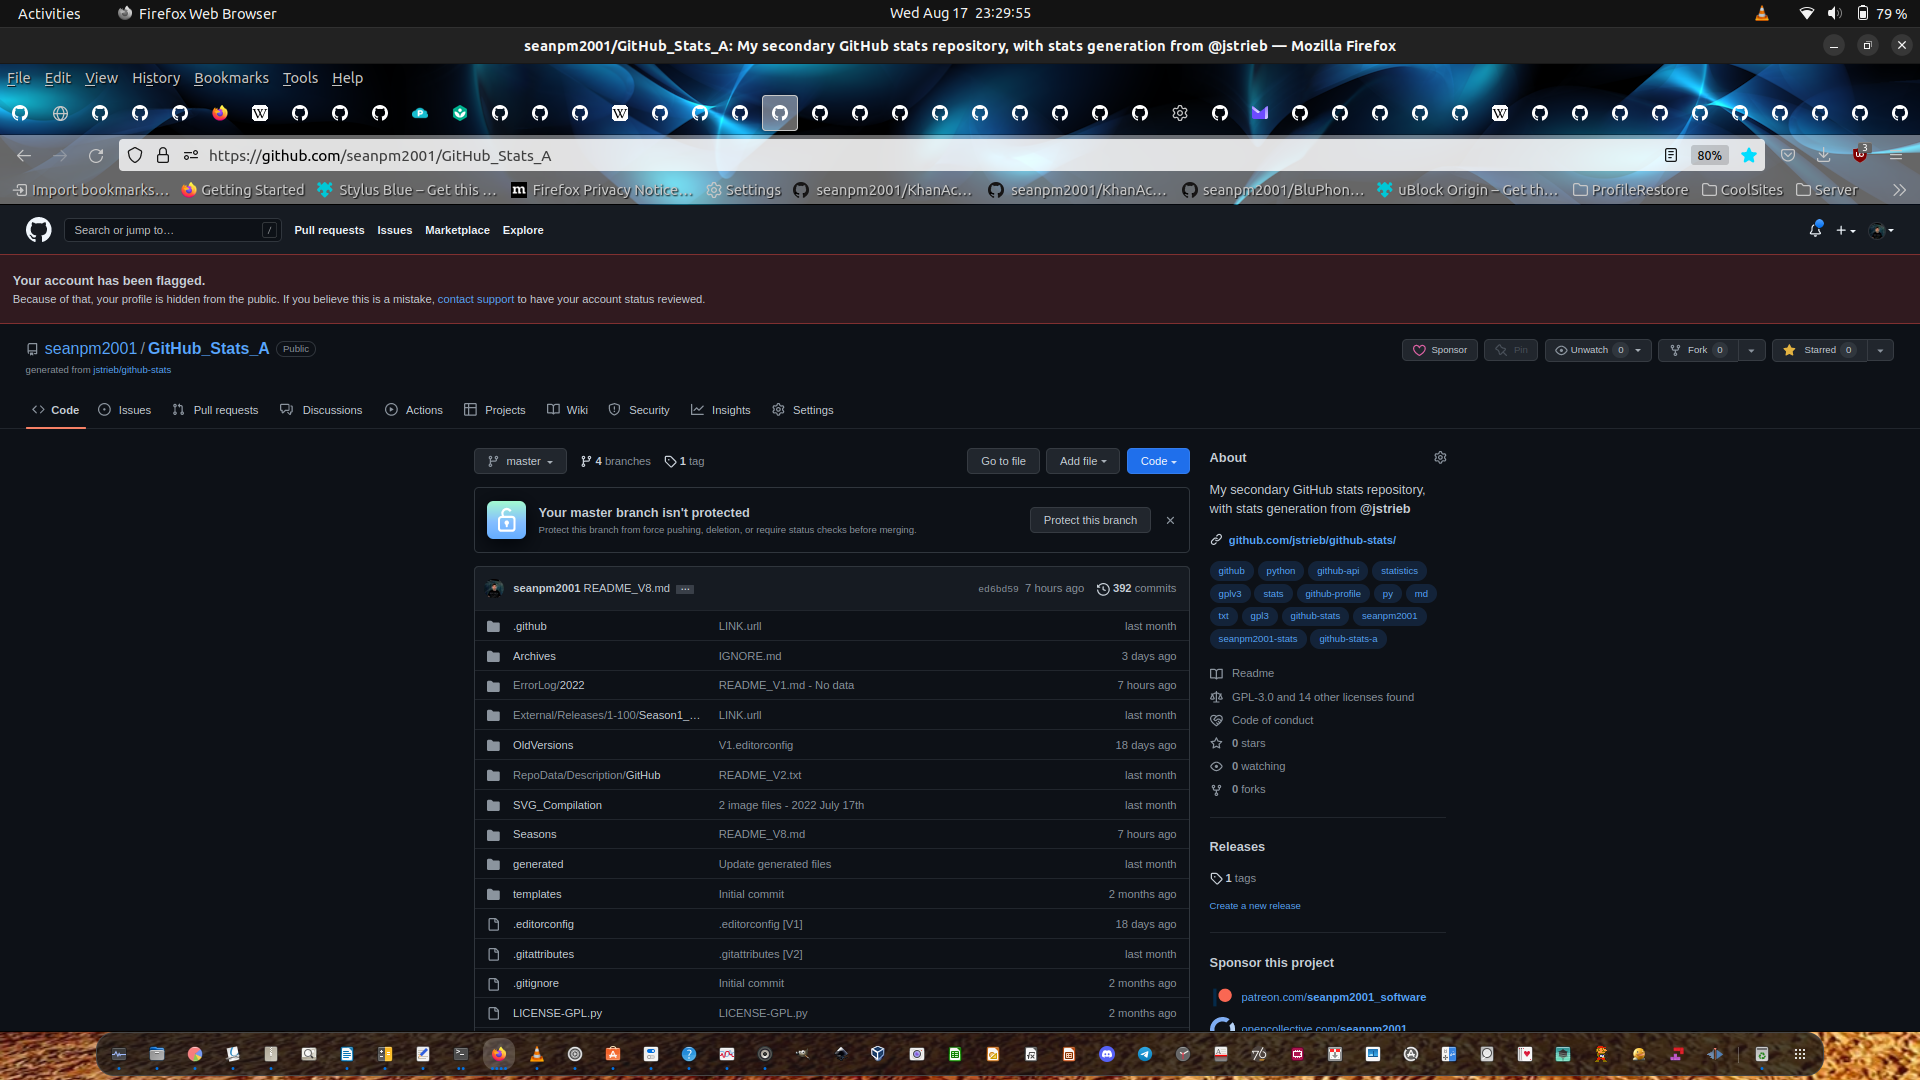 Activities Firefox Web Browser Wed Aug 17 23:29:55 79 %
seanpm2001/GitHub_Stats_A: My secondary GitHub stats repository, with stats generation from @jstrieb — Mozilla Firefox
File Edit View History Bookmarks Tools Help
https://github.com/seanpm2001/GitHub_Stats_A 80% 3
Import bookmarks… Getting Started Stylus Blue – Get this … Firefox Privacy Notice… Settings seanpm2001/KhanAc… seanpm2001/KhanAc… seanpm2001/BluPhon… uBlock Origin – Get th… ProfileRestore CoolSites Server
Search or jump to… / Pull requests Issues Marketplace Explore
Your account has been flagged.
Because of that, your profile is hidden from the public. If you believe this is a mistake, contact support to have your account status reviewed.
seanpm2001 / GitHub_Stats_A Public Sponsor Pin Unwatch 0 Fork 0 Starred 0
generated from jstrieb/github-stats
Code Issues Pull requests Discussions Actions Projects Wiki Security Insights Settings
master 4 branches 1 tag Go to file Add file Code
Your master branch isn't protected
Protect this branch from force pushing, deletion, or require status checks before merging.
Protect this branch
seanpm2001 README_V8.md … ed6bd59 7 hours ago 392 commits
.github LINK.urll last month
Archives IGNORE.md 3 days ago
ErrorLog/2022 README_V1.md - No data 7 hours ago
External/Releases/1-100/Season1_… LINK.urll last month
OldVersions V1.editorconfig 18 days ago
RepoData/Description/GitHub README_V2.txt last month
SVG_Compilation 2 image files - 2022 July 17th last month
Seasons README_V8.md 7 hours ago
generated Update generated files last month
templates Initial commit 2 months ago
.editorconfig .editorconfig [V1] 18 days ago
.gitattributes .gitattributes [V2] last month
.gitignore Initial commit 2 months ago
LICENSE-GPL.py LICENSE-GPL.py 2 months ago
About
My secondary GitHub stats repository,
with stats generation from @jstrieb
github.com/jstrieb/github-stats/
github python github-api statistics
gplv3 stats github-profile py md
txt gpl3 github-stats seanpm2001
seanpm2001-stats github-stats-a
Readme
GPL-3.0 and 14 other licenses found
Code of conduct
0 stars
0 watching
0 forks
Releases
1 tags
Create a new release
Sponsor this project
patreon.com/seanpm2001_software
opencollective.com/seanpm2001